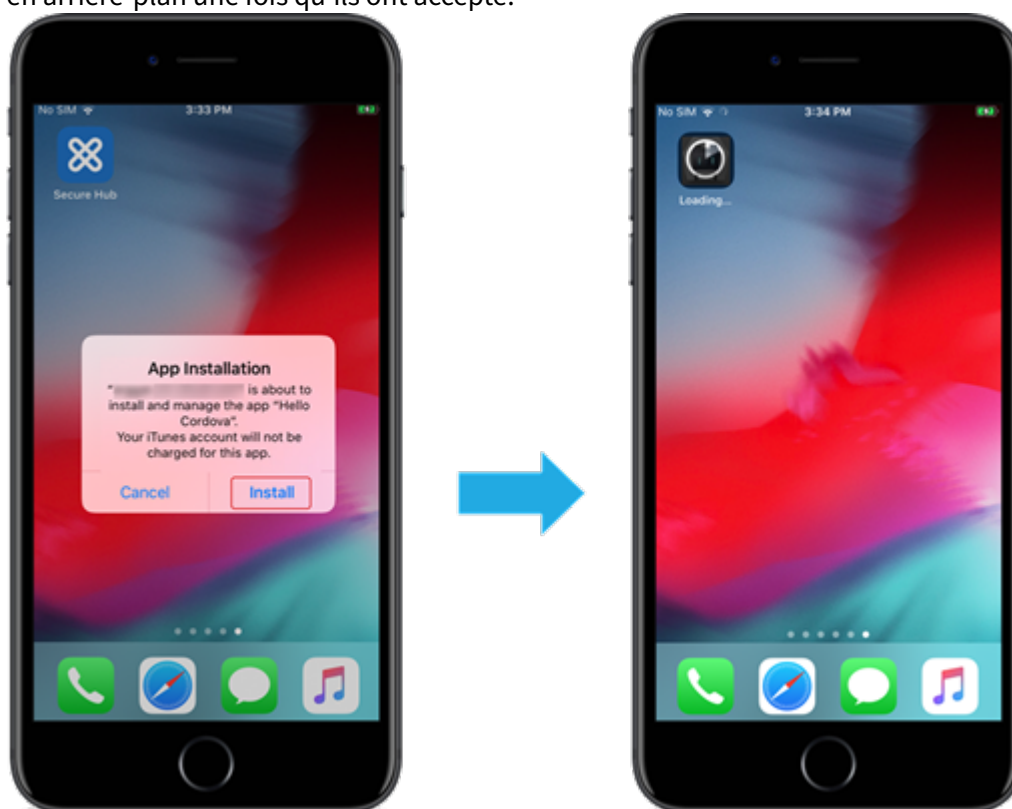 en arrière-plan une fois qu'ils ont accepté.
No SIM 3:33 PM
Secure Hub
App Installation
" is about to
install and manage the app "Hello
Cordova".
Your iTunes account will not be
charged for this app.
Cancel Install
No SIM 3:34 PM
Loading...